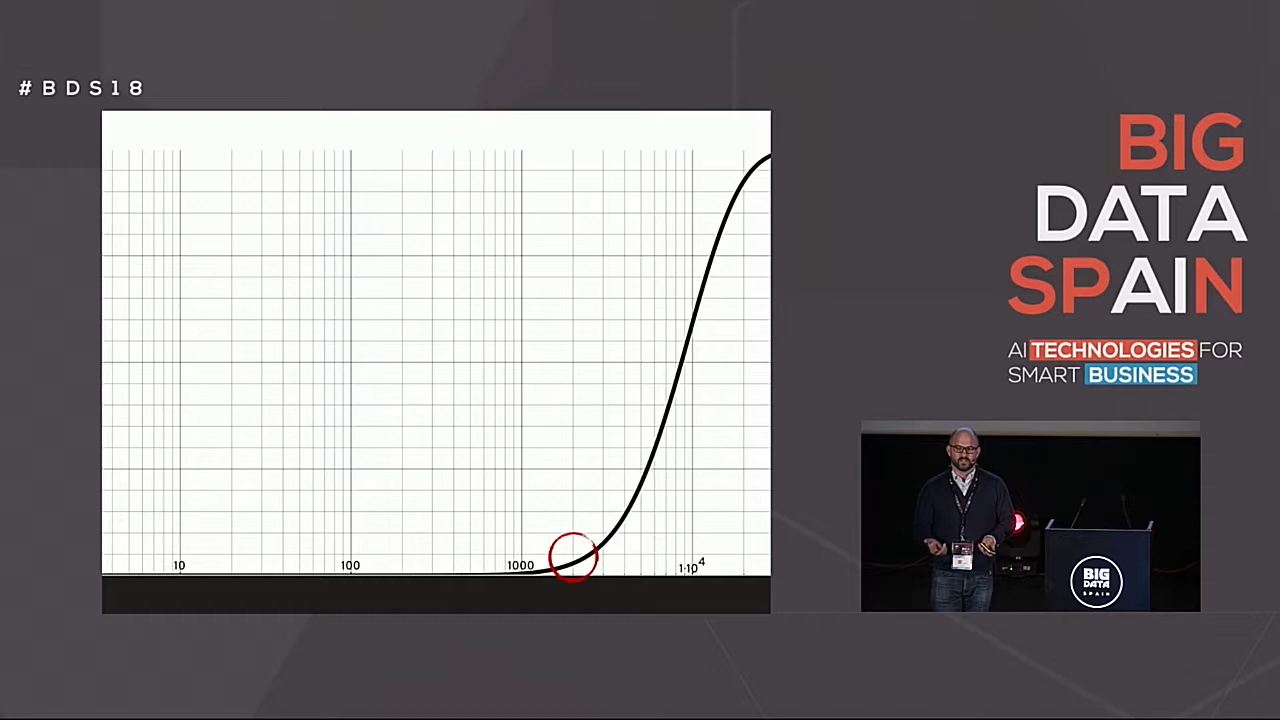 #BDS18
BIG
DATA
SPAIN
AI TECHNOLOGIES FOR
SMART BUSINESS
10
100
1000
1·10⁴
BIG
DATA
SPAIN